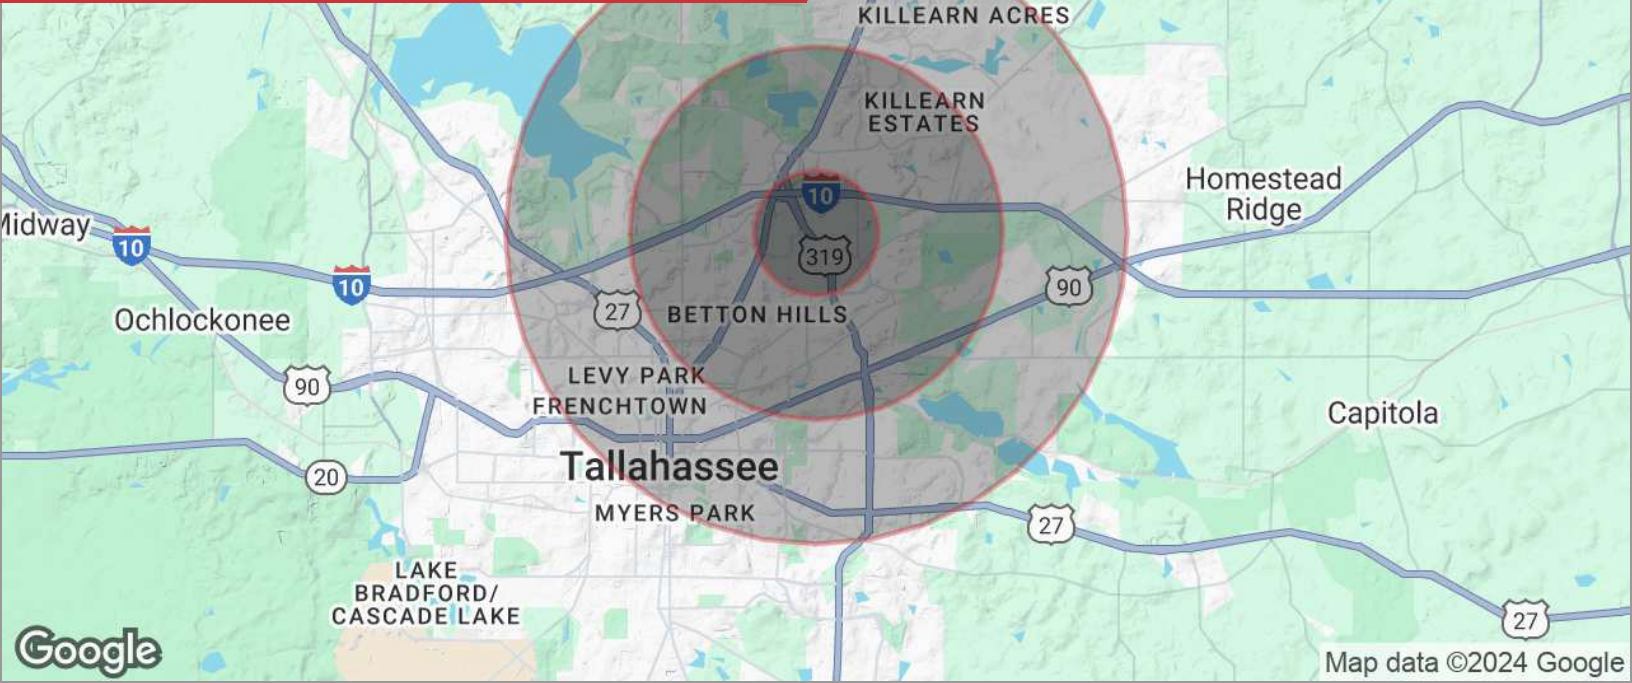 KILLEARN ACRES
KILLEARN
ESTATES
Homestead
Ridge
10
Midway
10
319
10
90
27
BETTON HILLS
Ochlockonee
LEVY PARK
90
FRENCHTOWN
Capitola
Tallahassee
20
MYERS PARK
27
LAKE
BRADFORD/
CASCADE LAKE
27
Google
Map data ©2024 Google